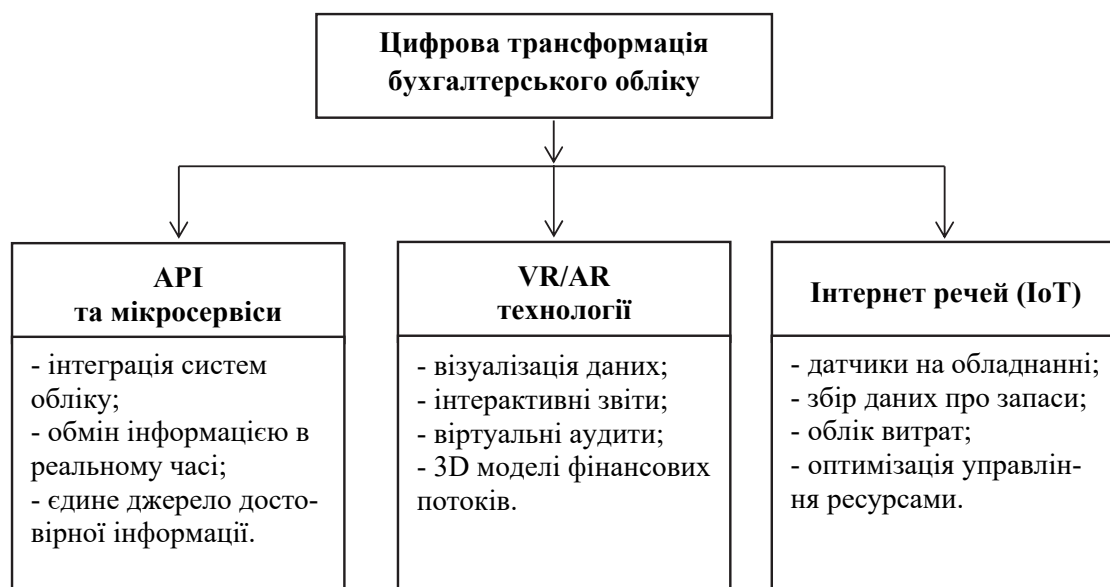 Цифрова трансформація
бухгалтерського обліку
АРІ
та мікросервіси
- інтеграція систем
обліку;
- обмін інформацією в
реальному часі;
- єдине джерело досто-
вірної інформації.
VR/AR
технології
- візуалізація даних;
- інтерактивні звіти;
- віртуальні аудити;
- 3D моделі фінансових
потоків.
Інтернет речей (IoT)
- датчики на обладнанні;
- збір даних про запаси;
- облік витрат;
- оптимізація управлін-
ня ресурсами.